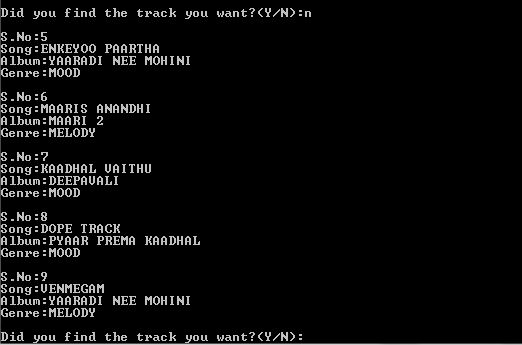 Did you find the track you want?(Y/N):n
S.No:5
Song:ENKEYOO PAARTHA
Album:YAARADI NEE MOHINI
Genre:MOOD
S.No:6
Song:MAARIS ANANDHI
Album:MAARI 2
Genre:MELODY
S.No:7
Song:KAADHAL VAITHU
Album:DEEPAVALI
Genre:MOOD
S.No:8
Song:DOPE TRACK
Album:PYAAR PREMA KAADHAL
Genre:MOOD
S.No:9
Song:VENMEGAM
Album:YAARADI NEE MOHINI
Genre:MELODY
Did you find the track you want?(Y/N):